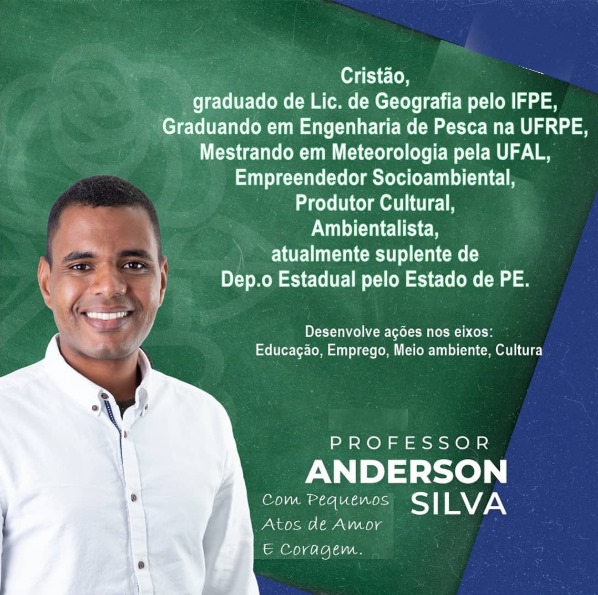 Cristão,
graduado de Lic. de Geografia pelo IFPE,
Graduando em Engenharia de Pesca na UFRPE,
Mestrando em Meteorologia pela UFAL,
Empreendedor Socioambiental,
Produtor Cultural,
Ambientalista,
atualmente suplente de
Dep.o Estadual pelo Estado de PE.
Desenvolve ações nos eixos:
Educação, Emprego, Meio ambiente, Cultura
PROFESSOR
ANDERSON
SILVA
Com Pequenos
Atos de Amor
E Coragem.